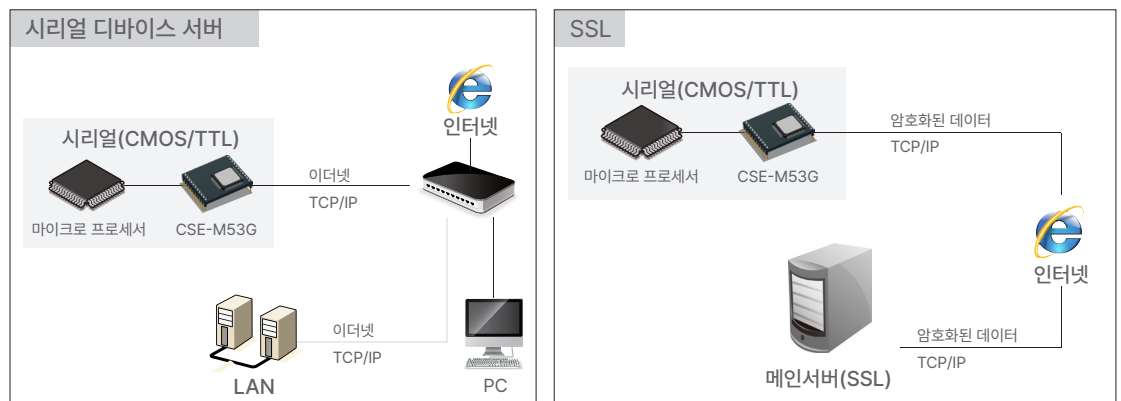 시리얼 디바이스 서버
인터넷
시리얼(CMOS/TTL)
마이크로 프로세서
CSE-M53G
이더넷
TCP/IP
이더넷
TCP/IP
LAN
PC
SSL
시리얼(CMOS/TTL)
마이크로 프로세서
CSE-M53G
암호화된 데이터
TCP/IP
인터넷
암호화된 데이터
TCP/IP
메인서버(SSL)